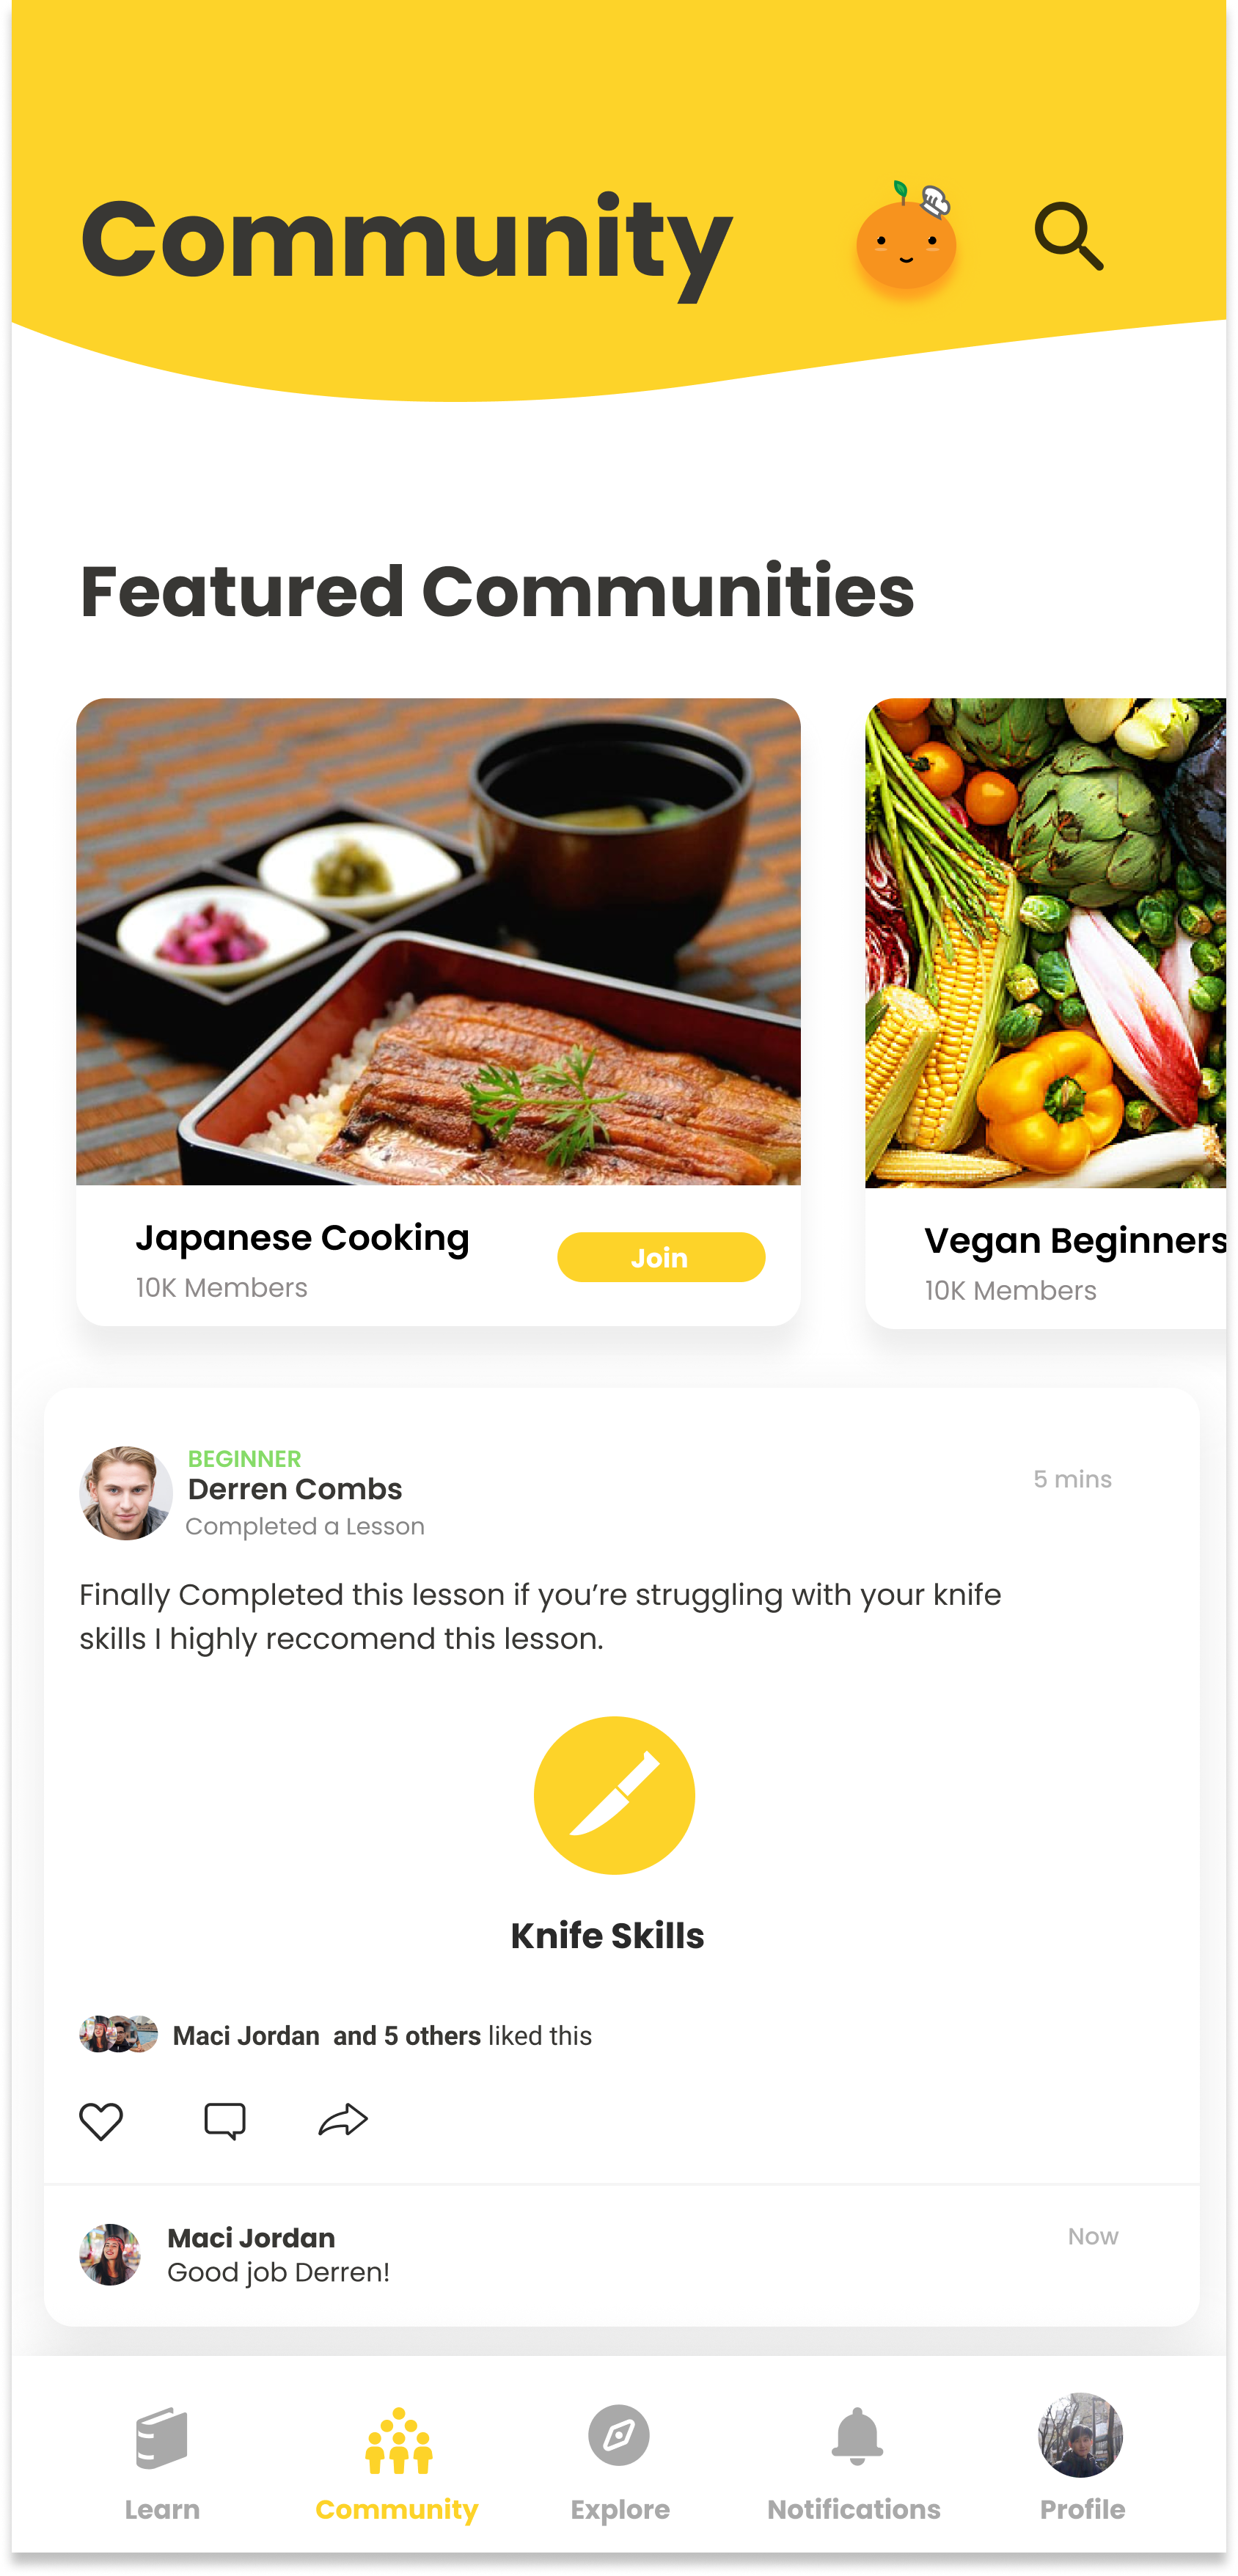 Community
Featured Communities
Japanese Cooking
10K Members
Join
Vegan Beginners
10K Members
BEGINNER
Derren Combs
Completed a Lesson
5 mins
Finally Completed this lesson if you’re struggling with your knife
skills I highly reccomend this lesson.
Knife Skills
Maci Jordan and 5 others liked this
Maci Jordan
Now
Good job Derren!
Learn
Community
Explore
Notifications
Profile